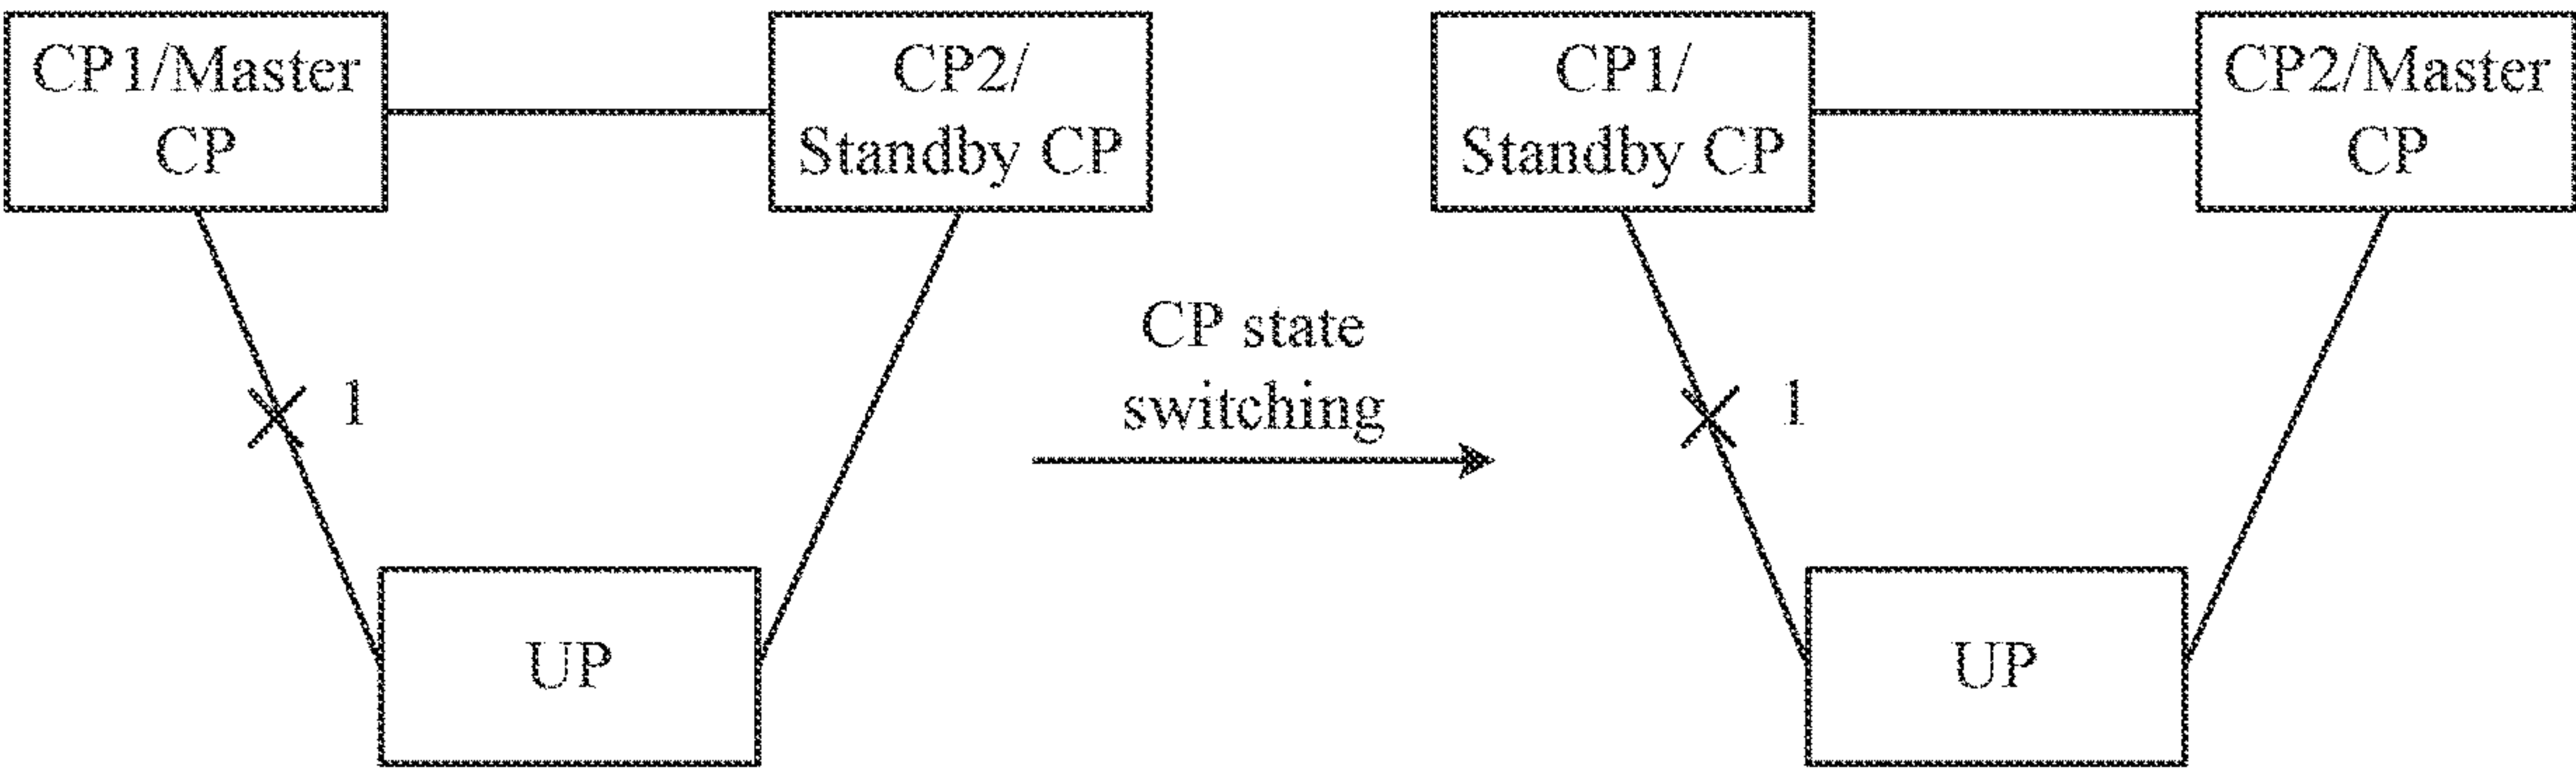 CP1/Master
CP
CP2/
Standby CP
1
UP
CP state
switching
CP1/
Standby CP
CP2/Master
CP
1
UP